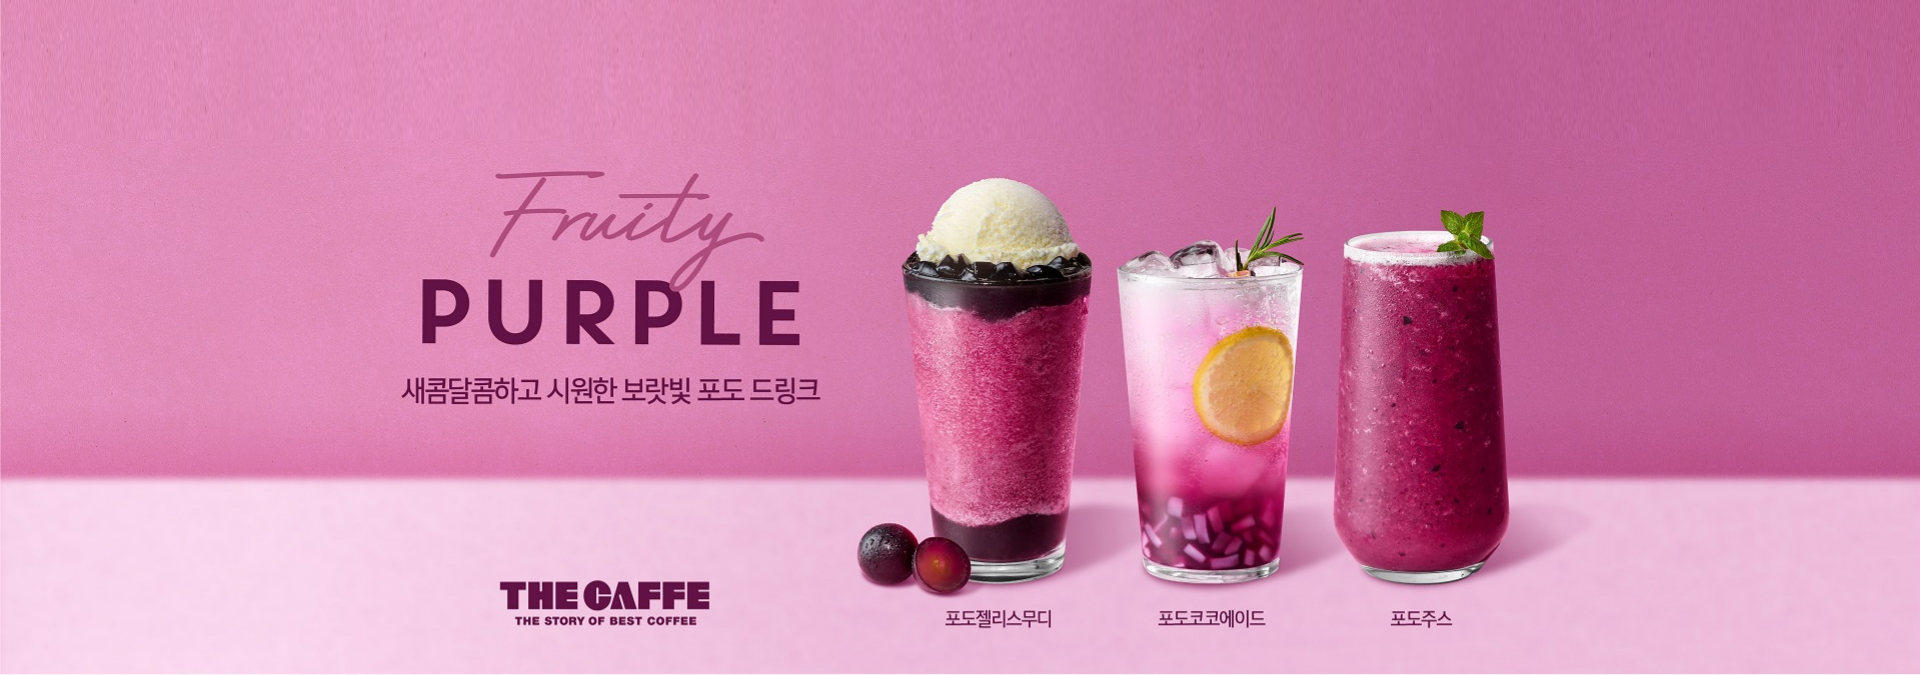 Fruity
PURPLE
새콤달콤하고 시원한 보랏빛 포도 드링크
THE CAFFE
THE STORY OF BEST COFFEE
포도젤리스무디
포도코코에이드
포도주스